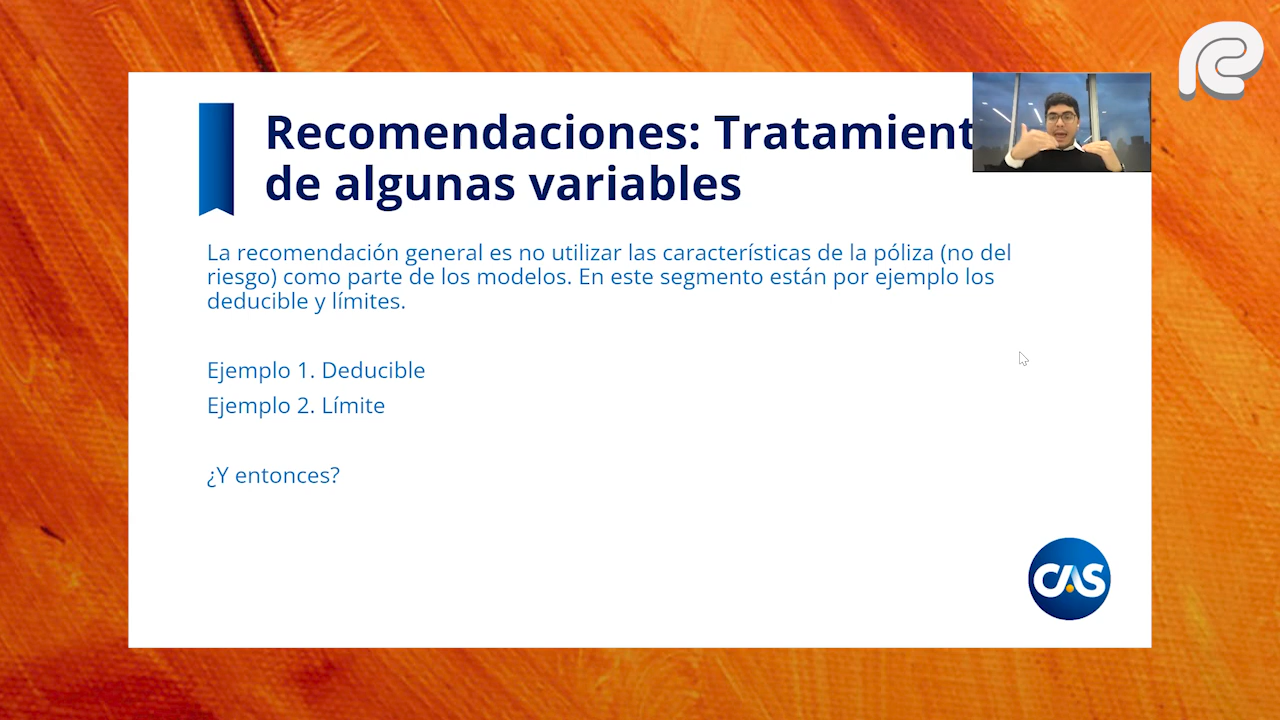 Recomendaciones: Tratamient
de algunas variables
La recomendación general es no utilizar las características de la póliza (no del
riesgo) como parte de los modelos. En este segmento están por ejemplo los
deducible y límites.
Ejemplo 1. Deducible
Ejemplo 2. Límite
¿Y entonces?
CAS